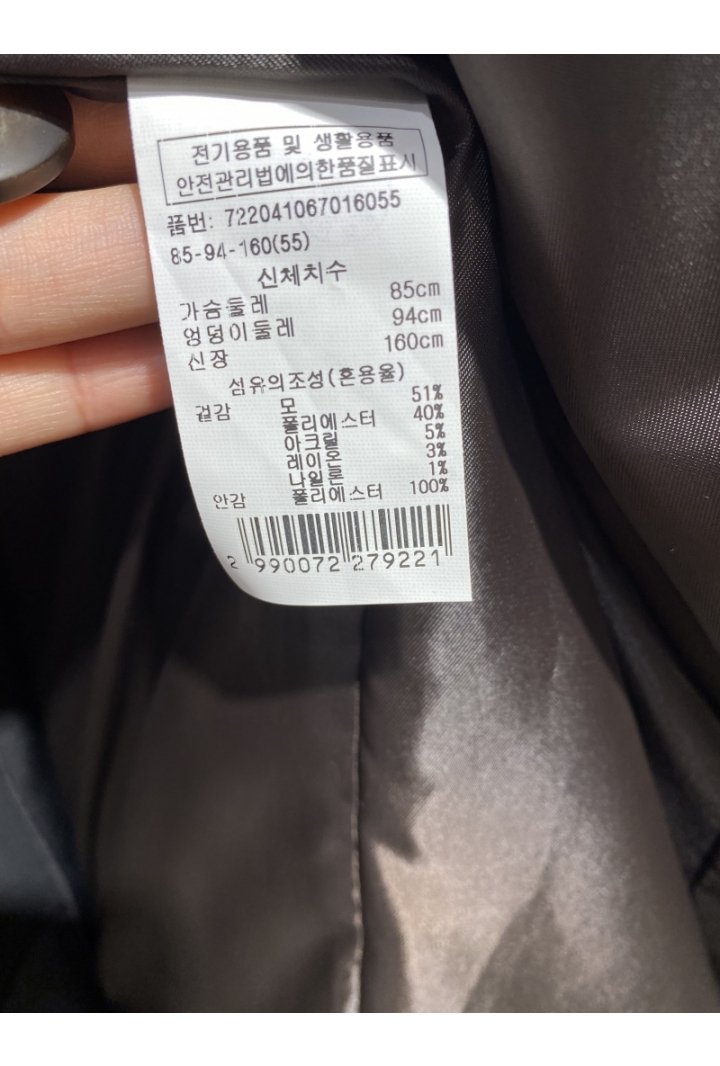 전기용품 및 생활용품
안전관리법에의한품질표시
품번: 722041067016055
85-94-160(55)
신체치수
가슴둘레 85cm
엉덩이둘레 94cm
신장 160cm
섬유의조성(혼용율)
겉감 모 51%
폴리에스터 40%
아크릴 5%
레이온 3%
나일론 1%
안감 폴리에스터 100%
2 990072 279221